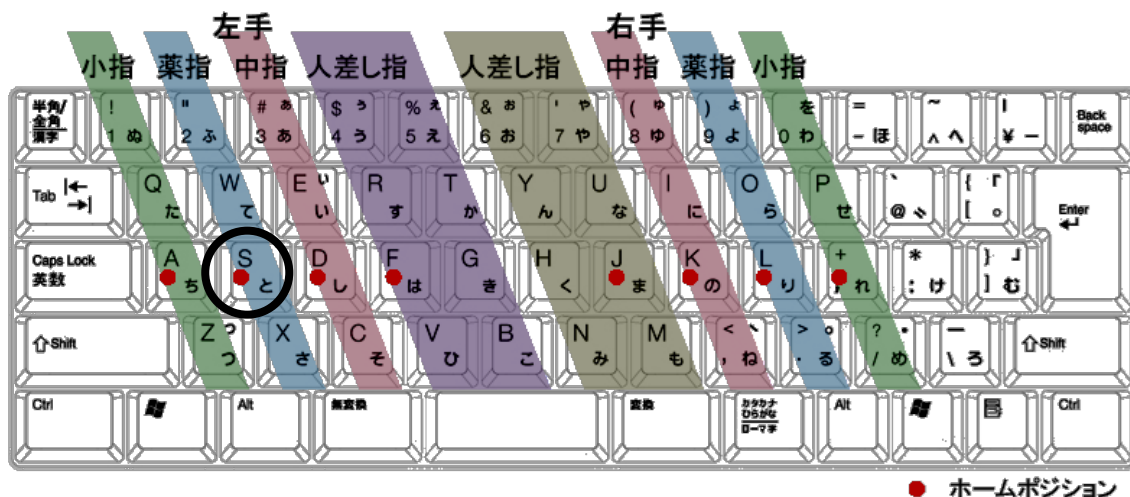 左手 右手
小指 薬指 中指 人差し指 人差し指 中指 薬指 小指
半角/ ! " # ぁ $ ぅ % ぇ & ぉ ' ゃ ( ゅ ) ょ を = ~ | Back
全角 1 ぬ 2 ふ 3 あ 4 う 5 え 6 お 7 や 8 ゆ 9 よ 0 わ - ほ ^ へ ¥ ー space
漢字
Tab Q W E ぃ R T Y U I O P ` { 「 Enter
た て い す か ん な に ら せ @ ゛ [ ゜
Caps Lock A S D F G H J K L + * } 」
英数 ち と し は き く ま の り ; れ : け ] む
Shift Z っ X C V B N M < 、 > 。 ? ・ _ Shift
つ さ そ ひ こ み も , ね . る / め \ ろ
Ctrl Alt 無変換 変換 カタカナ Alt Ctrl
ひらがな
ローマ字
ホームポジション